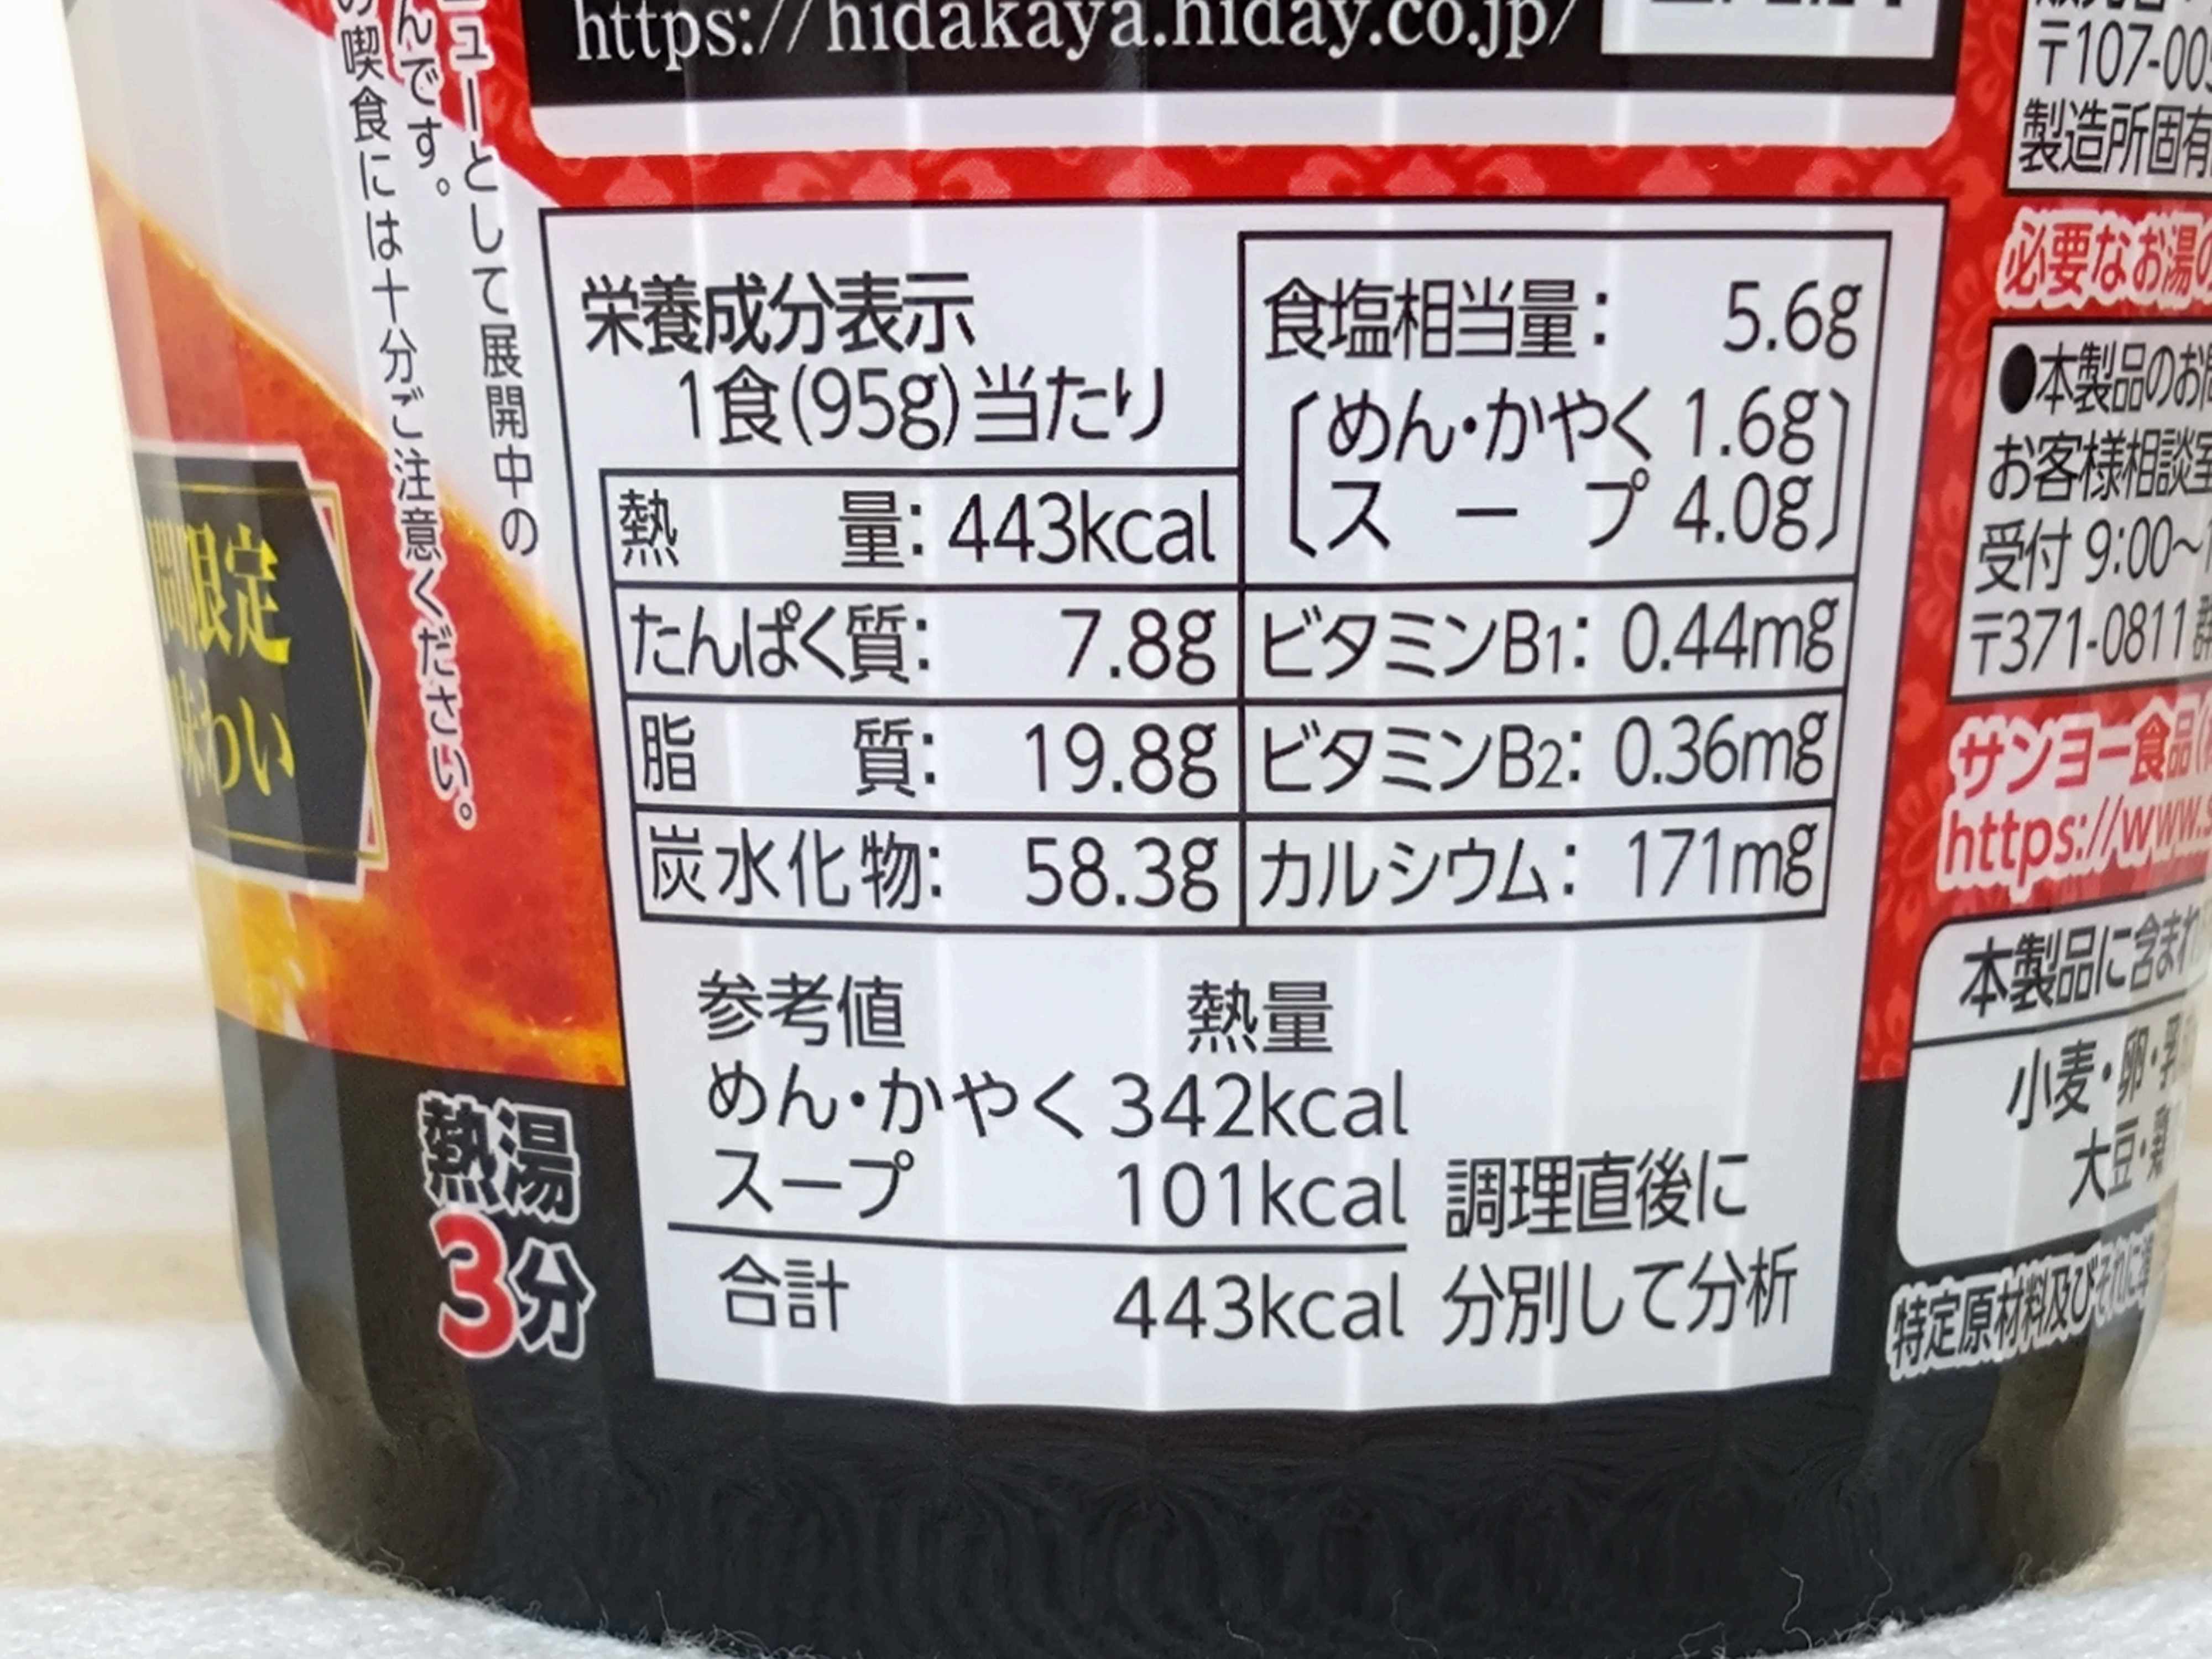 https://hidakaya.hiday.co.jp/
ューとして展開中の
んです。
の喫食には十分ご注意ください。
限定
味わい
熱湯
3分
栄養成分表示
1食(95g)当たり
熱量: 443kcal
たんぱく質: 7.8g
脂質: 19.8g
炭水化物: 58.3g
食塩相当量: 5.6g
〔めん・かやく 1.6g〕
〔スープ 4.0g〕
ビタミンB1: 0.44mg
ビタミンB2: 0.36mg
カルシウム: 171mg
参考値 熱量
めん・かやく 342kcal
スープ 101kcal
合計 443kcal
調理直後に
分別して分析
〒107-00
製造所固有
必要なお湯の
●本製品のお
お客様相談室
受付 9:00〜
〒371-0811
サンヨー食品
https://www.
本製品に含まれ
小麦・卵・乳
大豆・
特定原材料及びそれに準